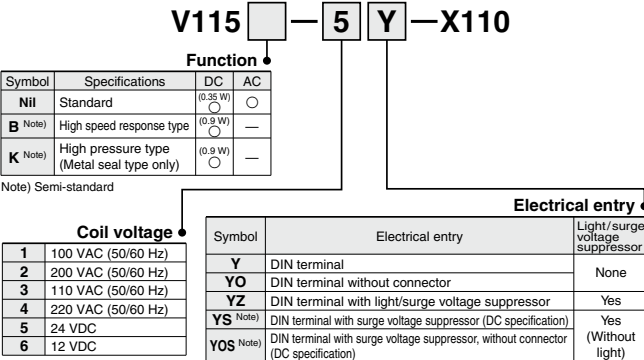 V115 — 5 Y — X110
Function
Symbol Specifications DC AC
Nil Standard (0.35 W) ○ ○
B Note) High speed response type (0.9 W) ○ —
K Note) High pressure type (Metal seal type only) (0.9 W) ○ —
Note) Semi-standard
Coil voltage
1 100 VAC (50/60 Hz)
2 200 VAC (50/60 Hz)
3 110 VAC (50/60 Hz)
4 220 VAC (50/60 Hz)
5 24 VDC
6 12 VDC
Electrical entry
Symbol Electrical entry Light/surge voltage suppressor
Y DIN terminal None
YO DIN terminal without connector
YZ DIN terminal with light/surge voltage suppressor Yes
YS Note) DIN terminal with surge voltage suppressor (DC specification) Yes (Without light)
YOS Note) DIN terminal with surge voltage suppressor, without connector (DC specification)